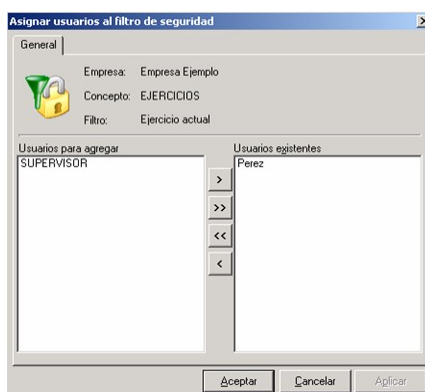 Asignar usuarios al filtro de seguridad
General
Empresa: Empresa Ejemplo
Concepto: EJERCICIOS
Filtro: Ejercicio actual
Usuarios para agregar Usuarios existentes
SUPERVISOR Perez
>
>>
<<
<
Aceptar Cancelar Aplicar